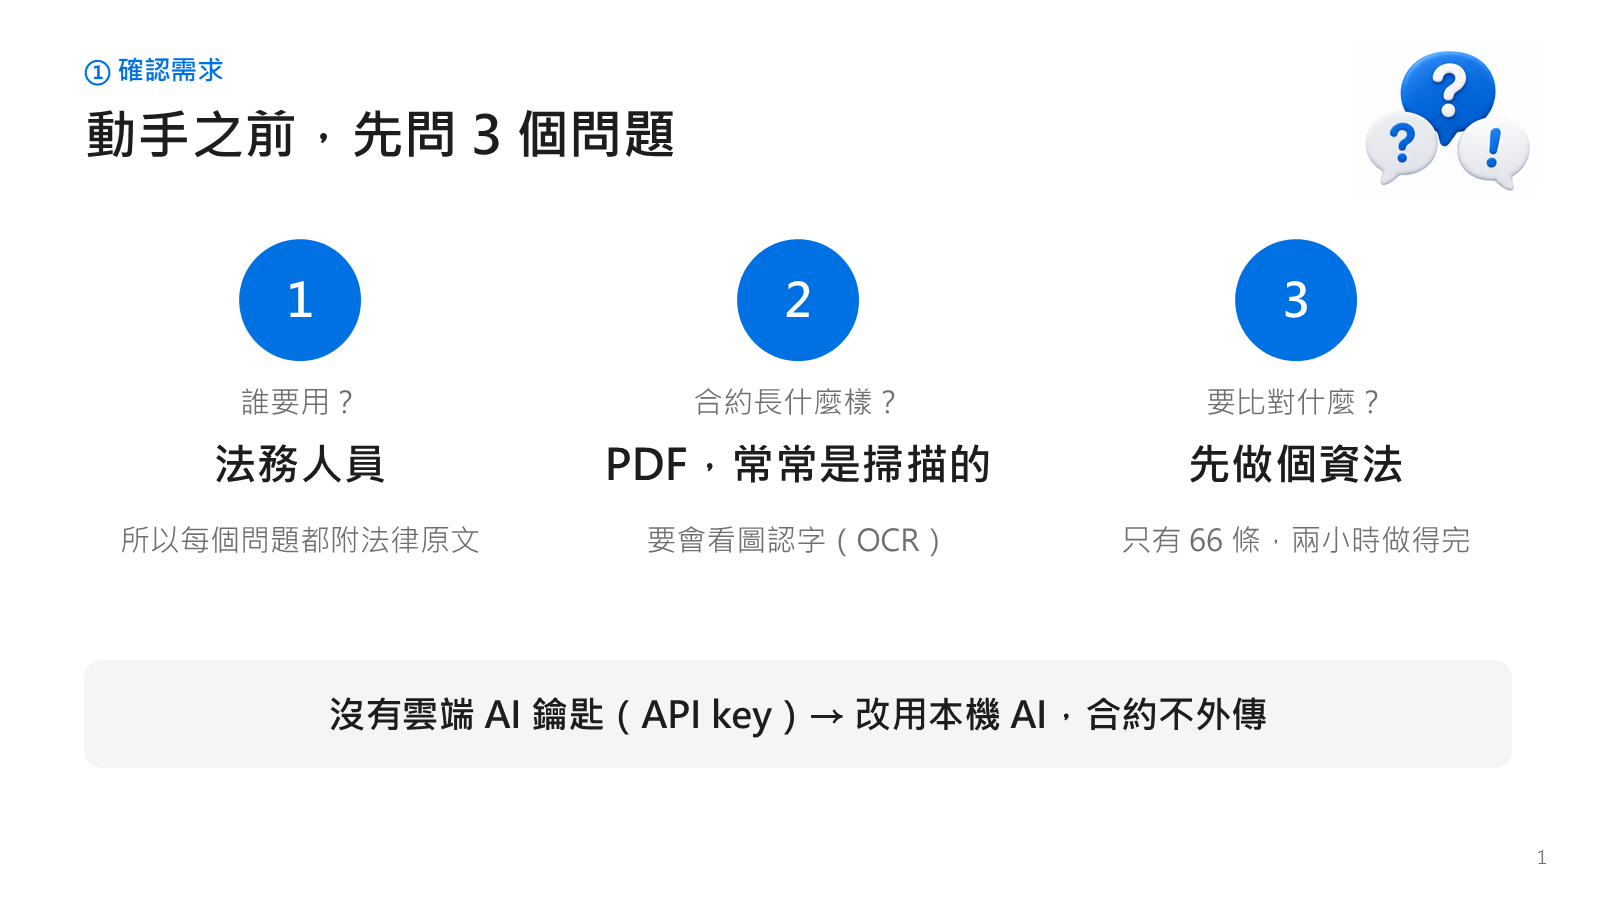 ① 確認需求
動手之前，先問 3 個問題
?
?
!
1
誰要用？
法務人員
所以每個問題都附法律原文
2
合約長什麼樣？
PDF，常常是掃描的
要會看圖認字（OCR）
3
要比對什麼？
先做個資法
只有 66 條，兩小時做得完
沒有雲端 AI 鑰匙（API key）→ 改用本機 AI，合約不外傳
1